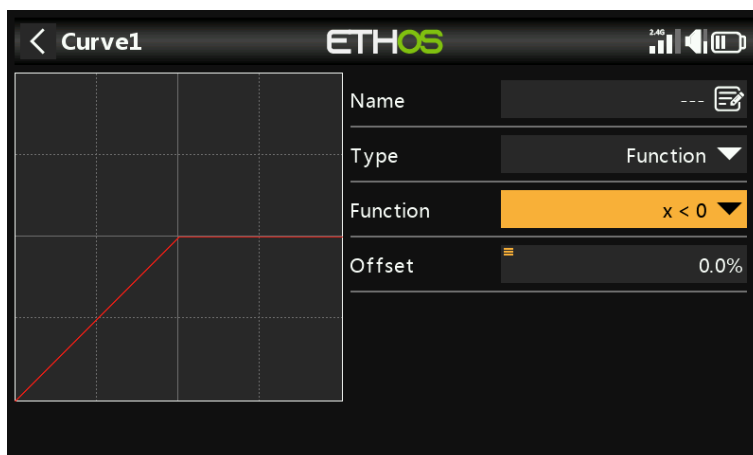 Curve1
ETHOS
2.4G
Name
--- 
Type
Function
Function
x < 0
Offset
0.0%